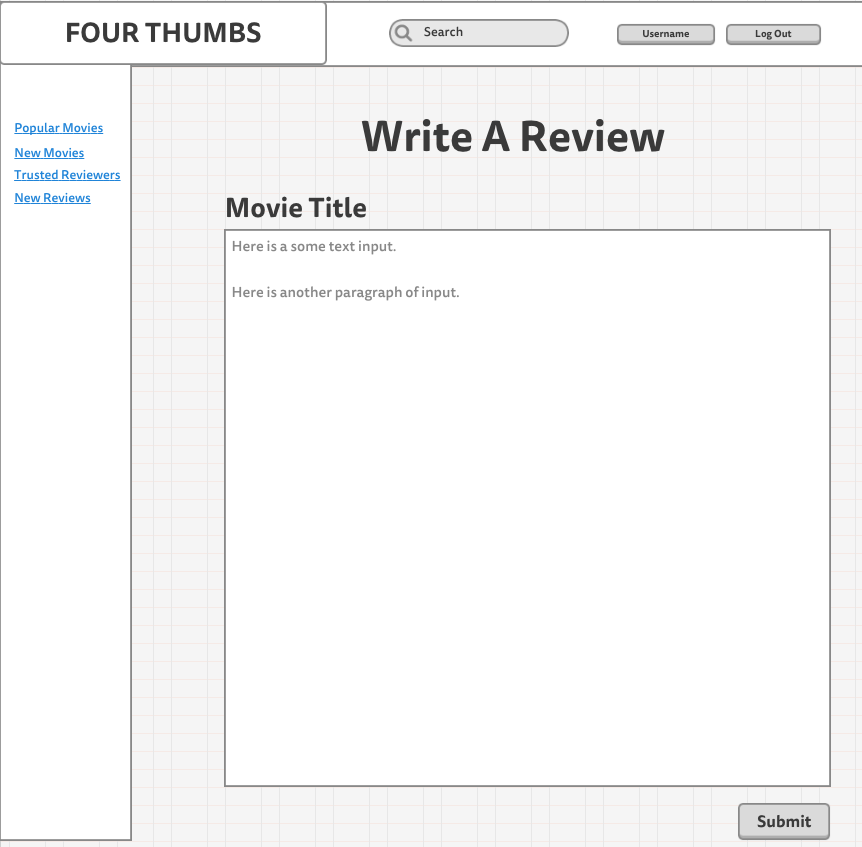 FOUR THUMBS
Search
Username
Log Out
Popular Movies
New Movies
Trusted Reviewers
New Reviews
Write A Review
Movie Title
Here is a some text input.
Here is another paragraph of input.
Submit